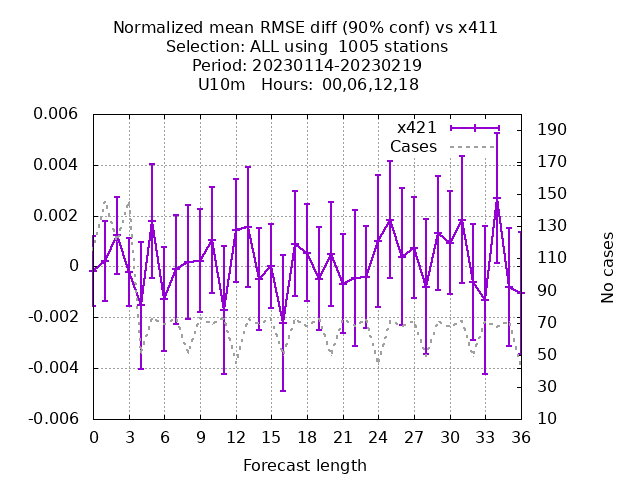 Normalized mean RMSE diff (90% conf) vs x411
Selection: ALL using  1005 stations
Period: 20230114-20230219
U10m   Hours:  00,06,12,18
x421
Cases
0.006
0.004
0.002
0
-0.002
-0.004
-0.006
190
170
150
130
110
90
70
50
30
10
No cases
0 3 6 9 12 15 18 21 24 27 30 33 36
Forecast length